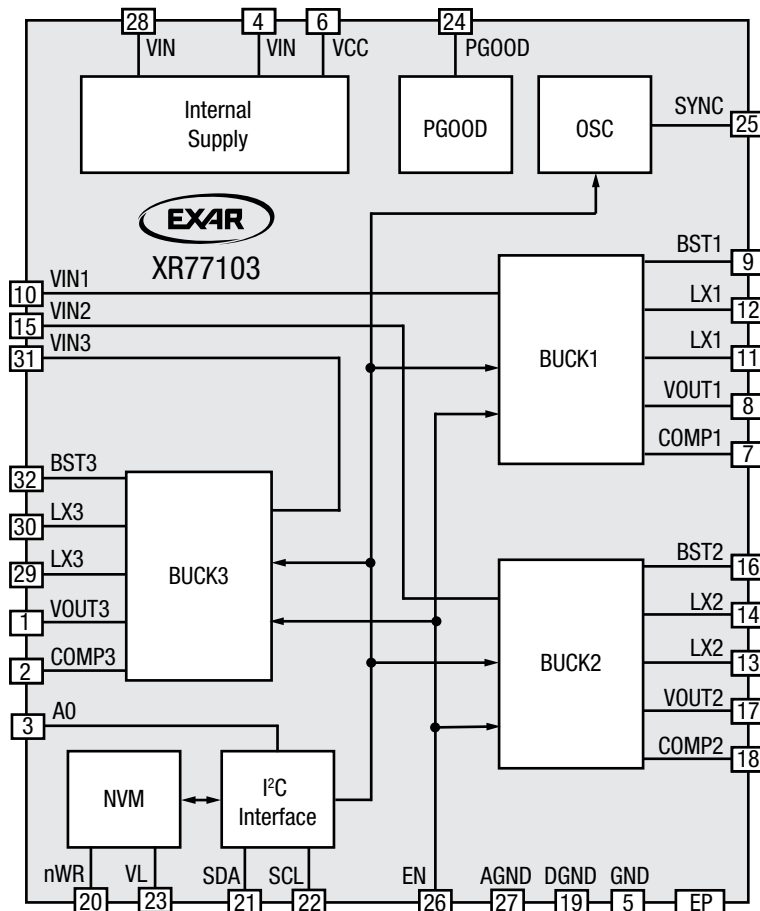 28 4 6 24
VIN VIN VCC PGOOD
Internal
Supply
PGOOD
OSC
SYNC
25
EXAR
XR77103
VIN1
10
VIN2
15
VIN3
31
BUCK1
BST1
9
LX1
12
LX1
11
VOUT1
8
COMP1
7
BST3
32
LX3
30
LX3
29
VOUT3
1
COMP3
2
BUCK3
BUCK2
BST2
16
LX2
14
LX2
13
VOUT2
17
COMP2
18
A0
3
NVM
I²C
Interface
nWR VL SDA SCL EN AGND DGND GND
20 23 21 22 26 27 19 5 EP